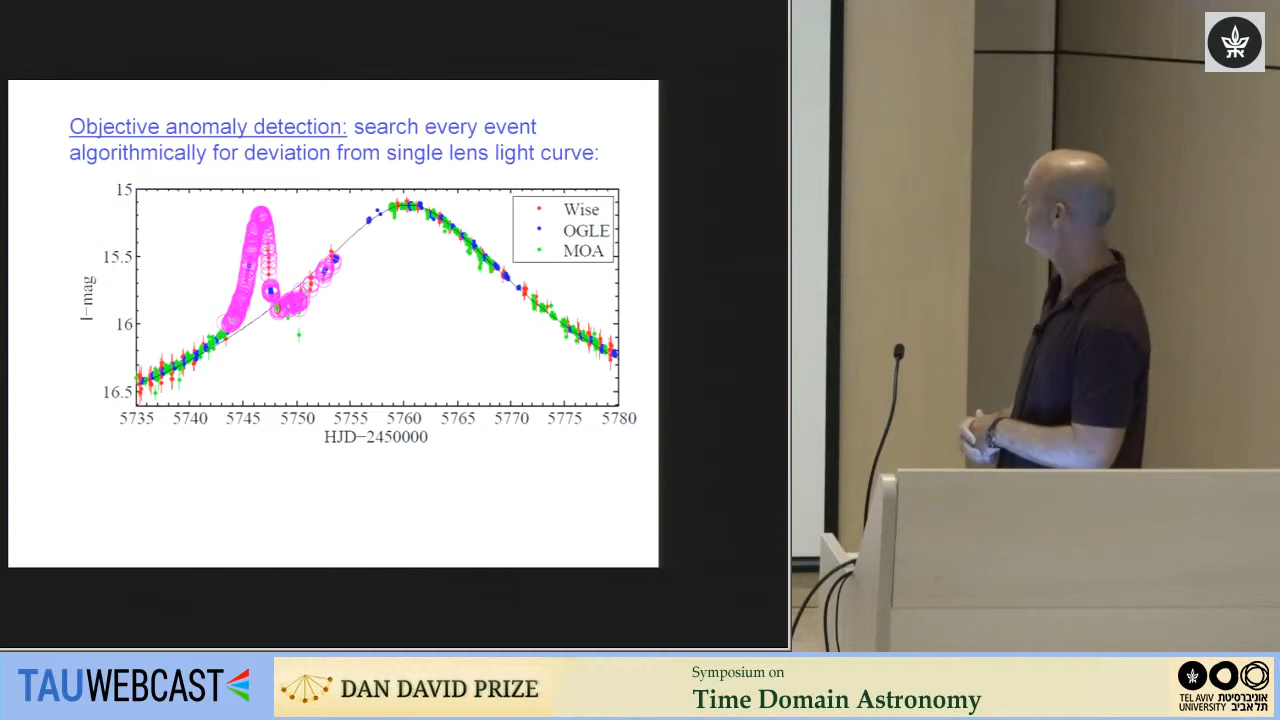 Objective anomaly detection: search every event
algorithmically for deviation from single lens light curve:
15
15.5
16
16.5
I-mag
Wise
OGLE
MOA
5735 5740 5745 5750 5755 5760 5765 5770 5775 5780
HJD-2450000
TAUWEBCAST
DAN DAVID PRIZE
Symposium on
Time Domain Astronomy
TEL AVIV אוניברסיטת
UNIVERSITY תל אביב